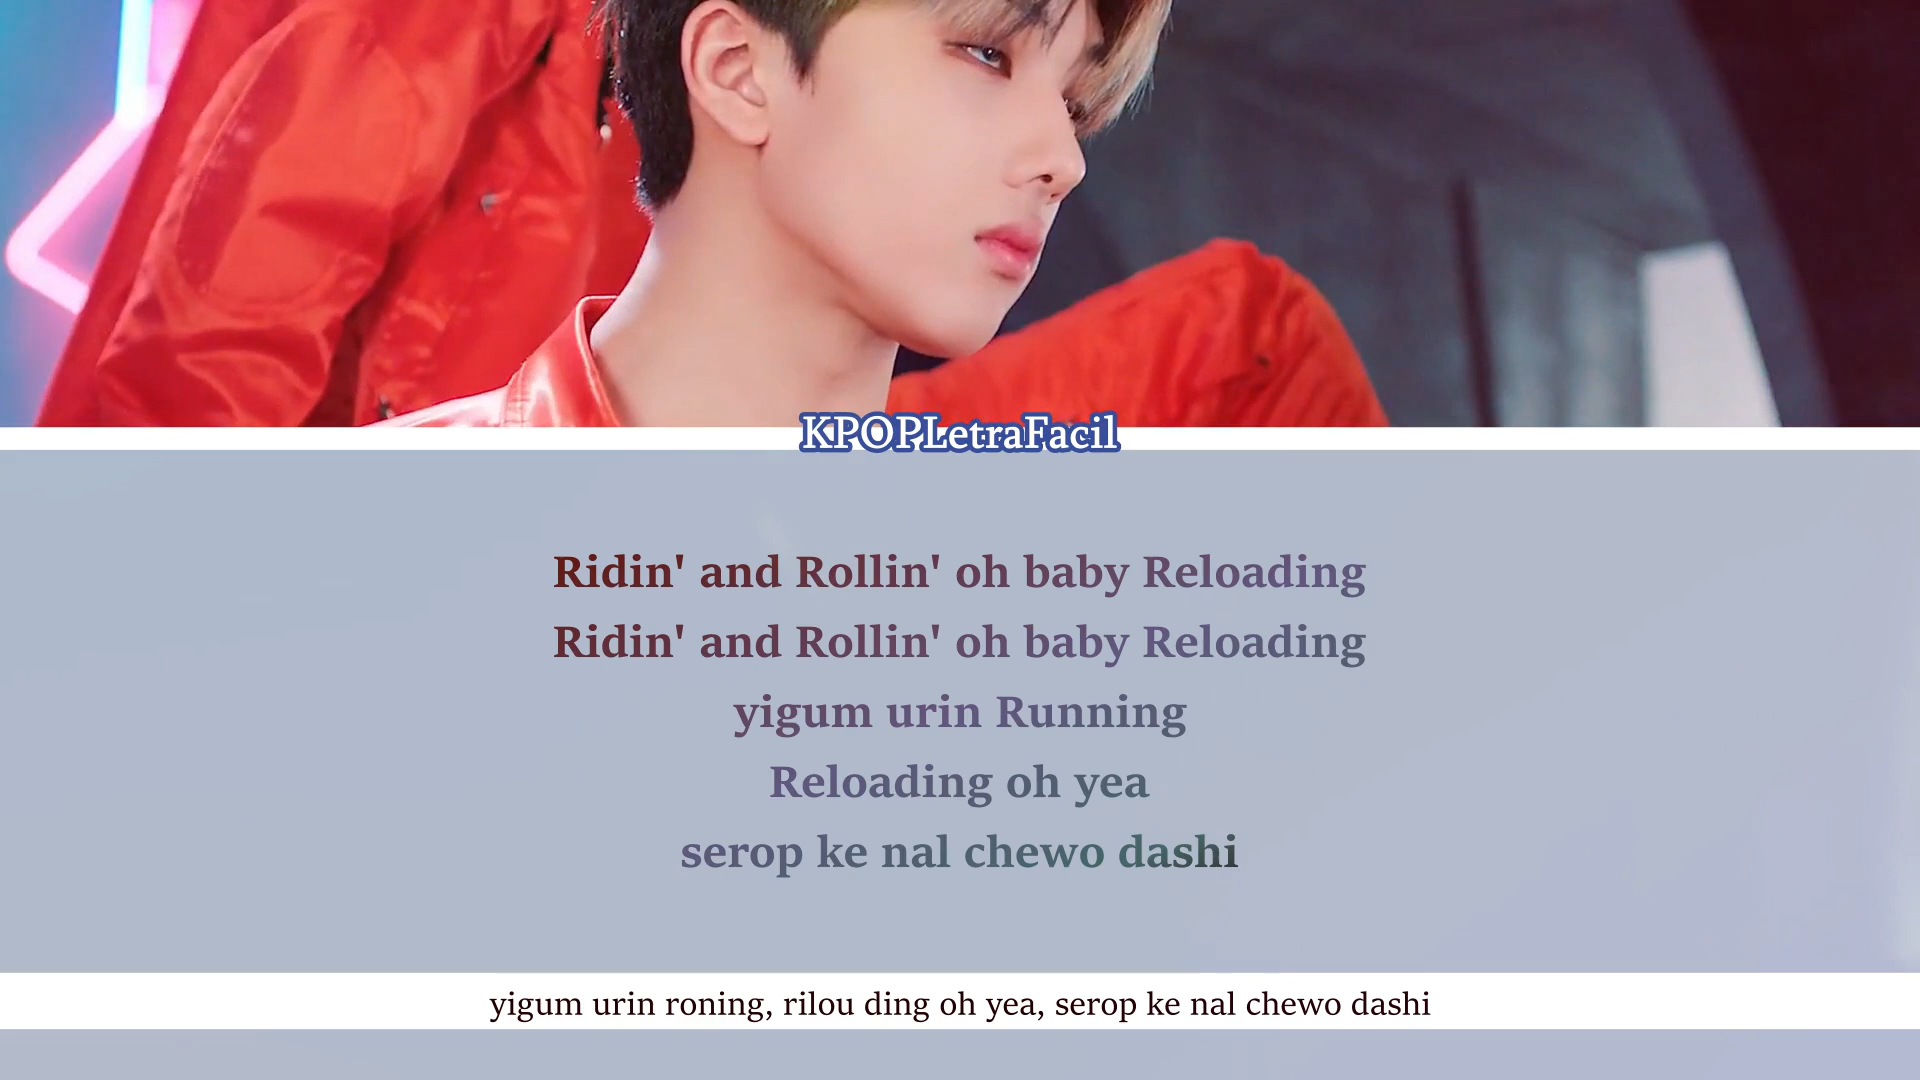 KPOPLetraFacil
Ridin' and Rollin' oh baby Reloading
Ridin' and Rollin' oh baby Reloading
yigum urin Running
Reloading oh yea
serop ke nal chewo dashi
yigum urin roning, rilou ding oh yea, serop ke nal chewo dashi